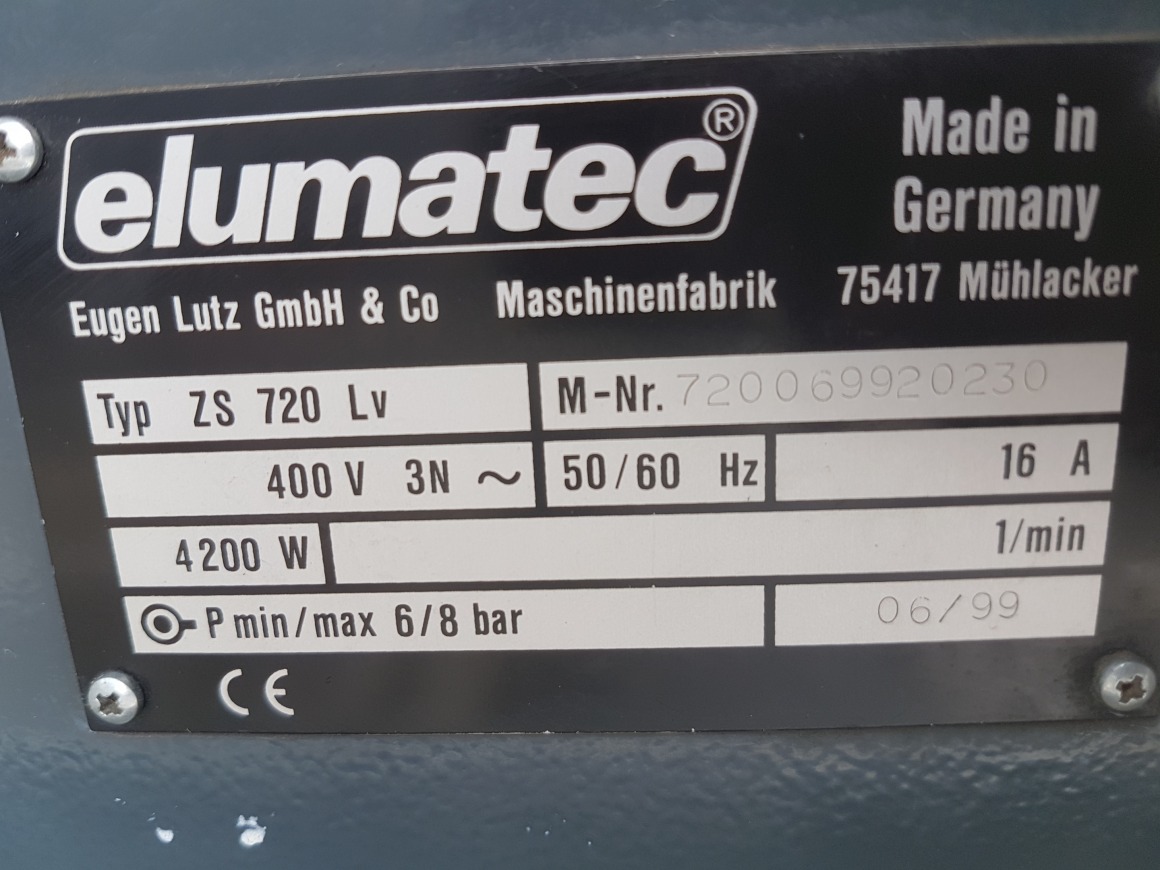 elumatec®
Made in
Germany
Eugen Lutz GmbH & Co Maschinenfabrik 75417 Mühlacker
Typ ZS 720 Lv M-Nr. 720069920230
400 V 3N ~ 50/60 Hz 16 A
4200 W 1/min
P min/max 6/8 bar 06/99
CE